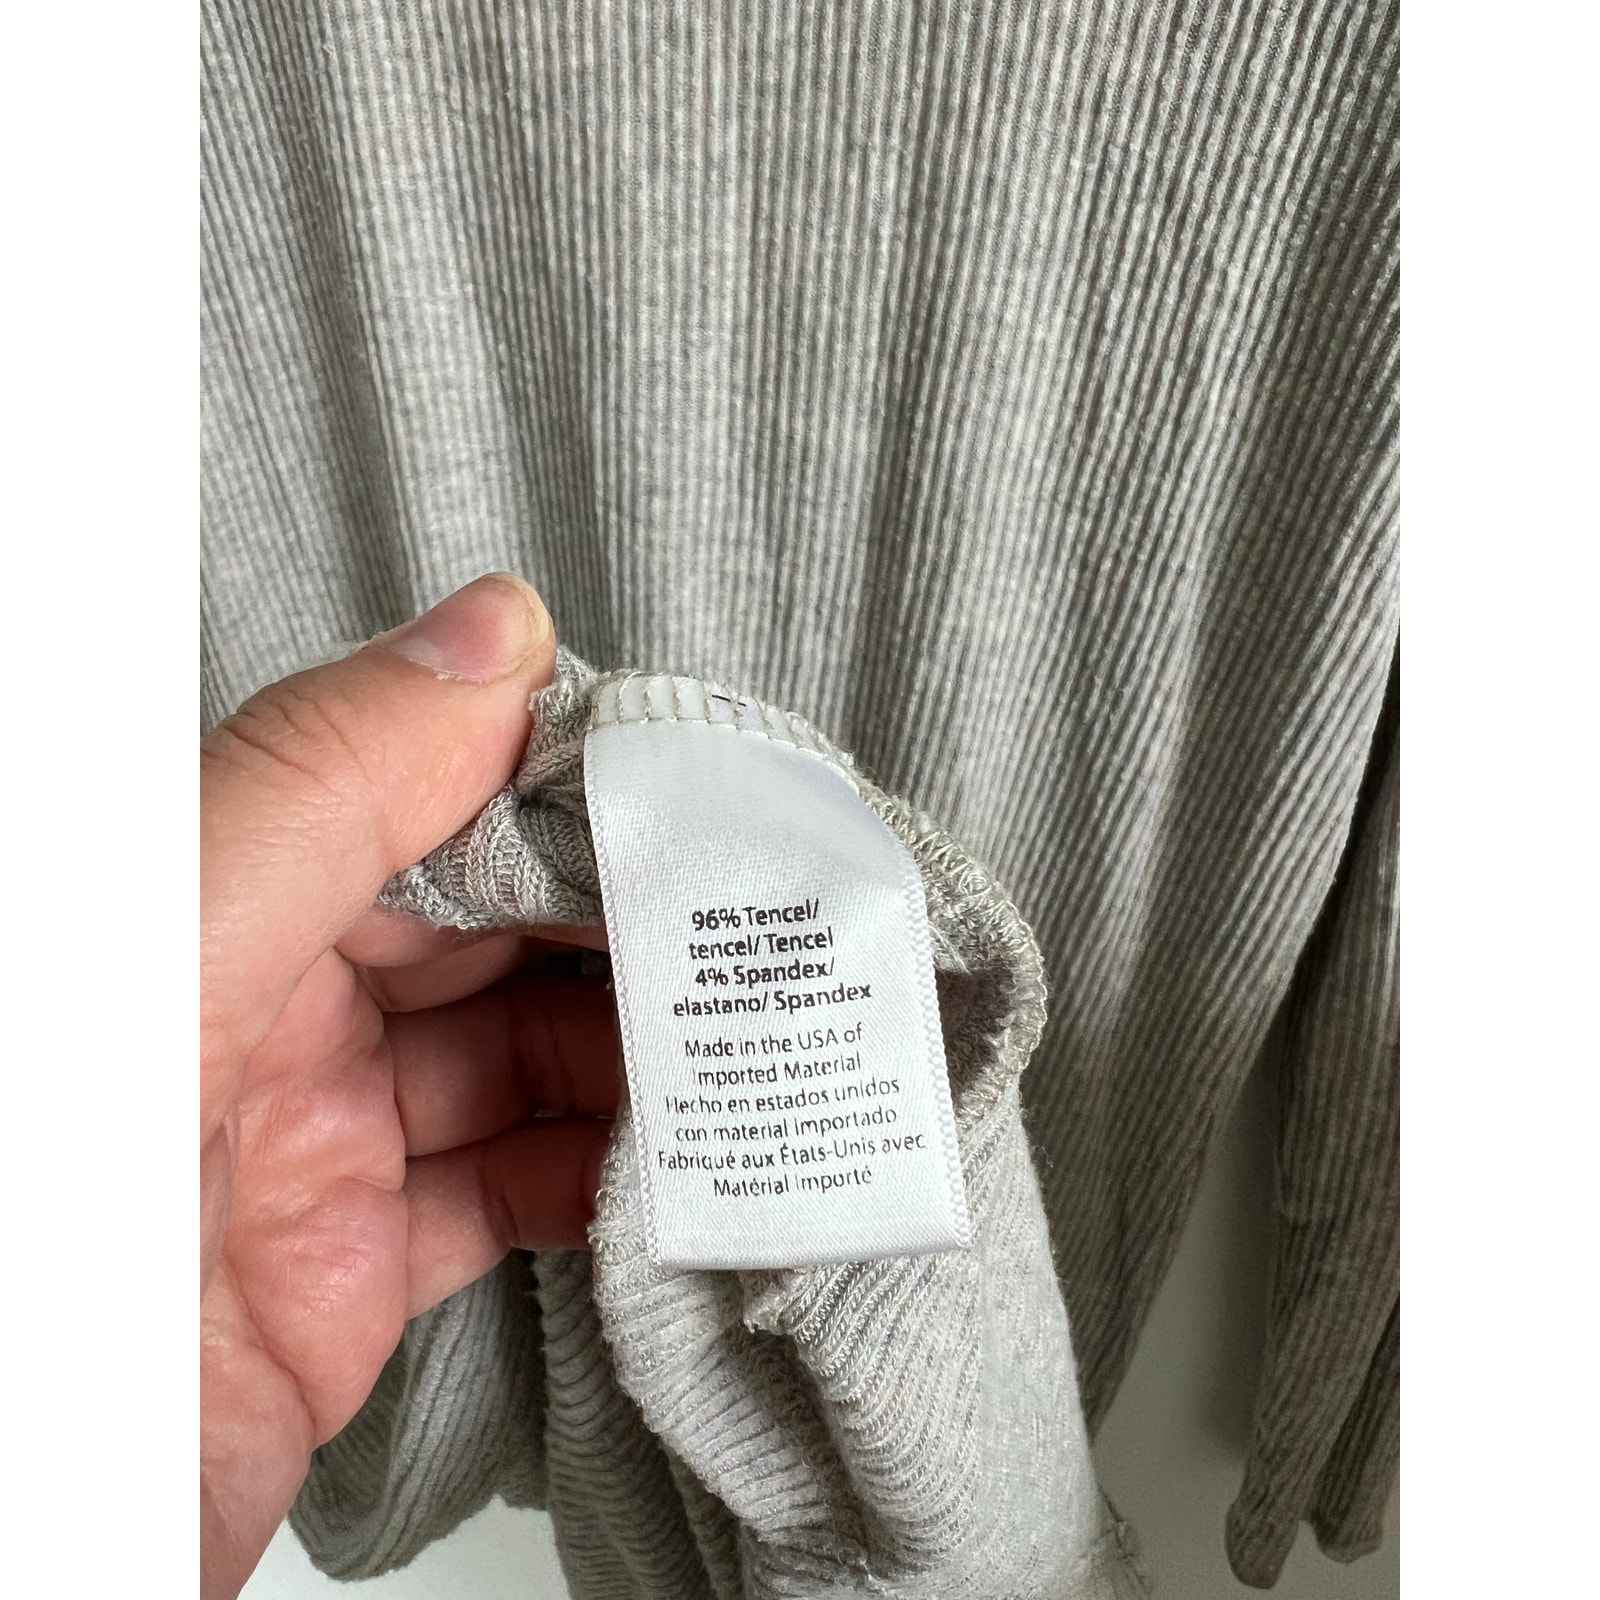 96% Tencel/
tencel/ Tencel
4% Spandex/
elastano/ Spandex
Made in the USA of
Imported Material
Hecho en estados unidos
con material importado
Fabriqué aux États-Unis avec
Matérial importé